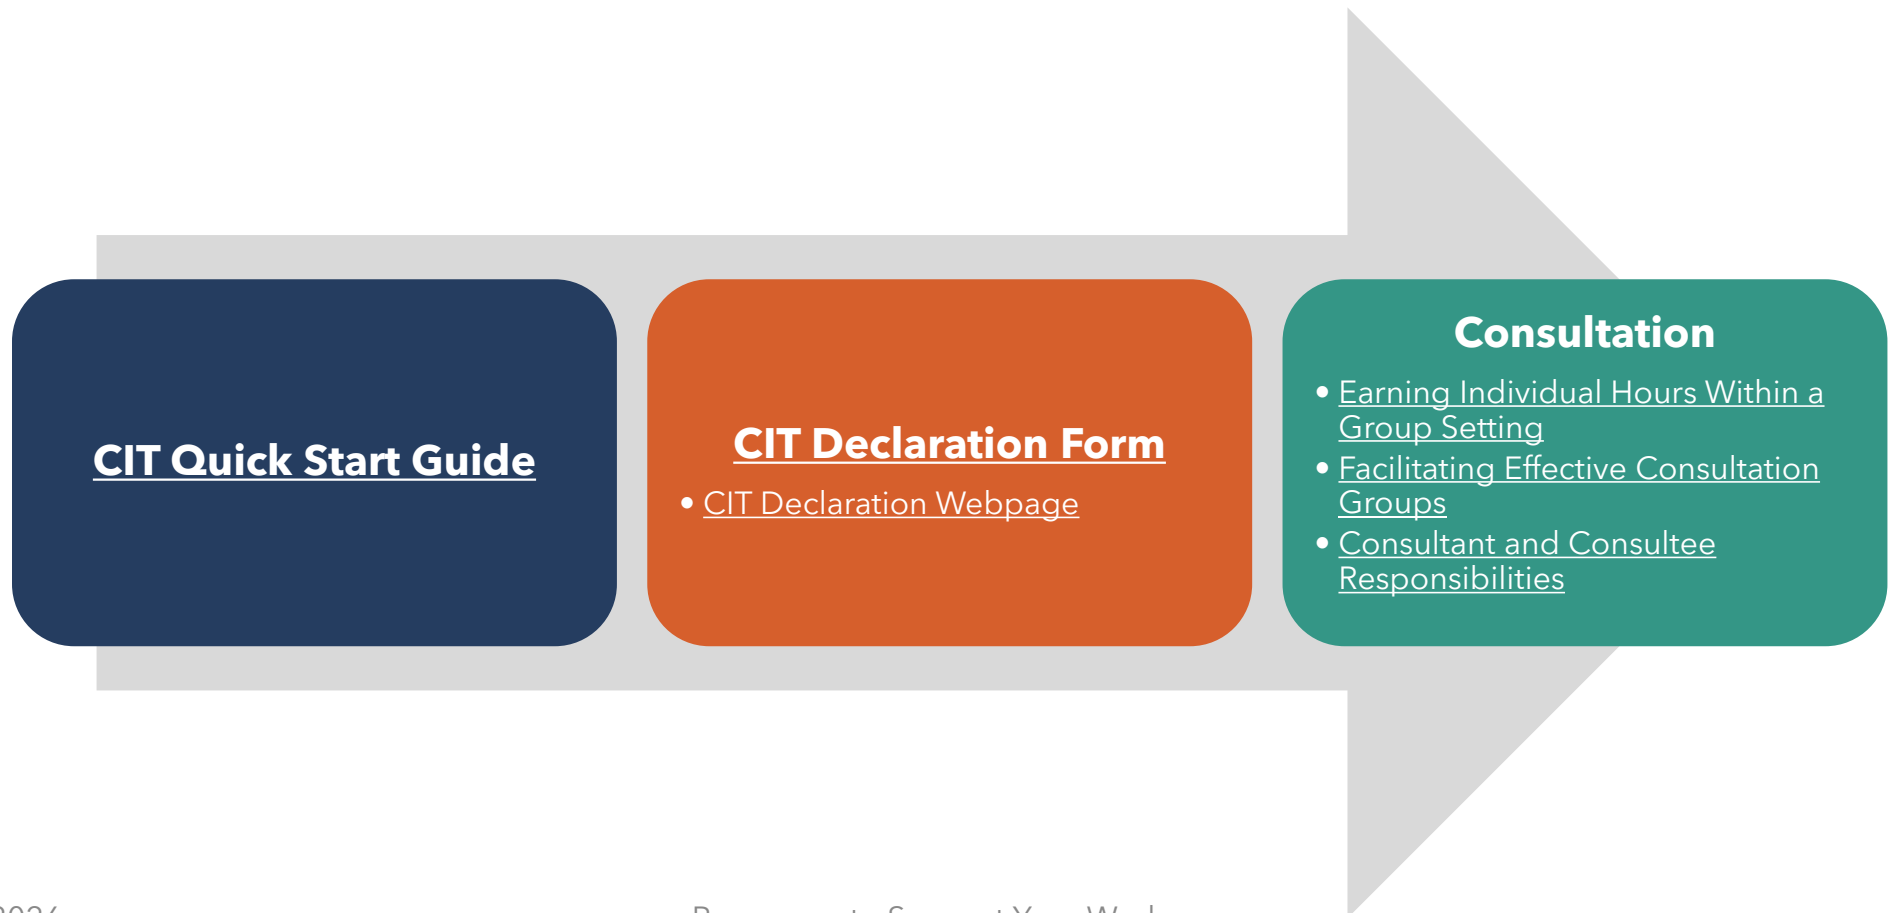 CIT Quick Start Guide
CIT Declaration Form
• CIT Declaration Webpage
Consultation
• Earning Individual Hours Within a
Group Setting
• Facilitating Effective Consultation
Groups
• Consultant and Consultee
Responsibilities